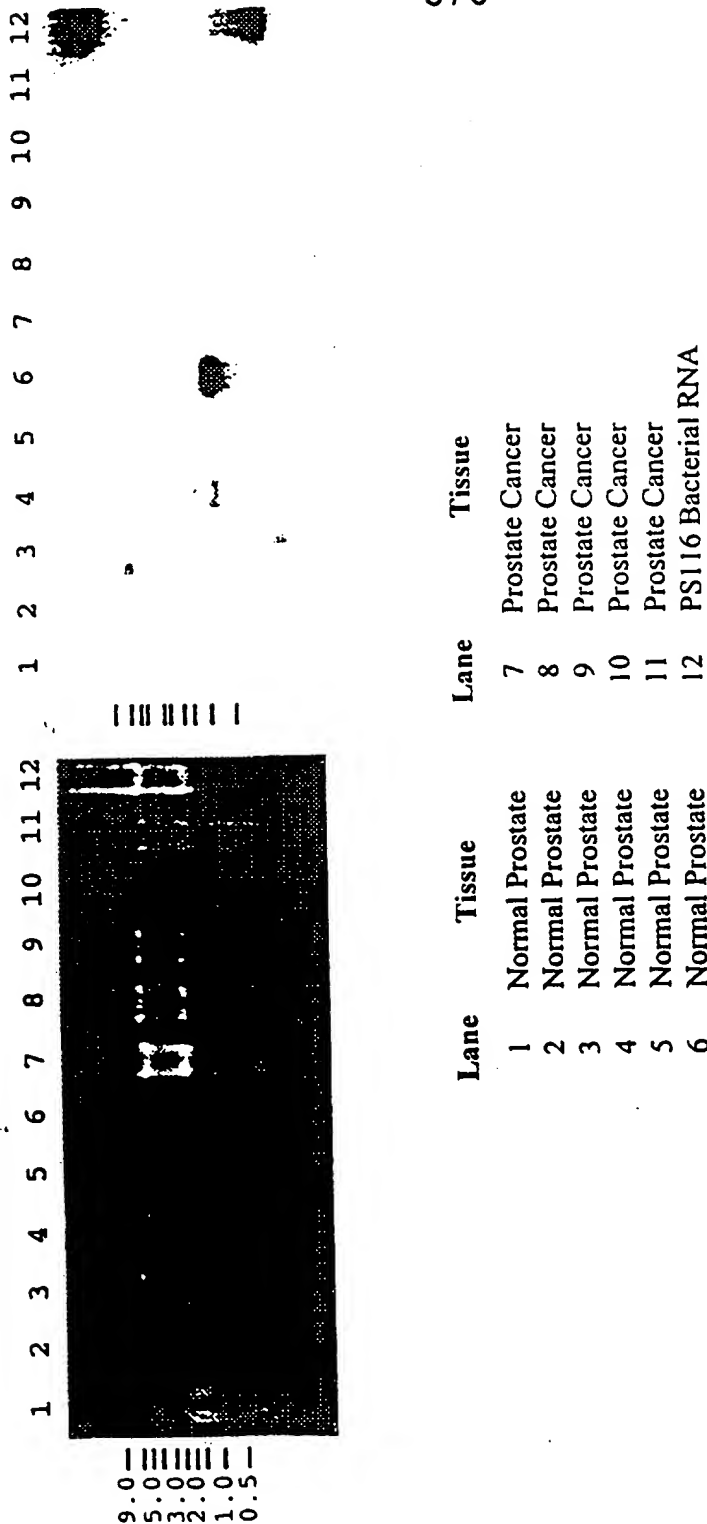 1 2 3 4 5 6 7 8 9 10 11 12
9.0
5.0
3.0
2.0
1.0
0.5
1 2 3 4 5 6 7 8 9 10 11 12
Lane Tissue Lane Tissue
1 Normal Prostate 7 Prostate Cancer
2 Normal Prostate 8 Prostate Cancer
3 Normal Prostate 9 Prostate Cancer
4 Normal Prostate 10 Prostate Cancer
5 Normal Prostate 11 Prostate Cancer
6 Normal Prostate 12 PS116 Bacterial RNA